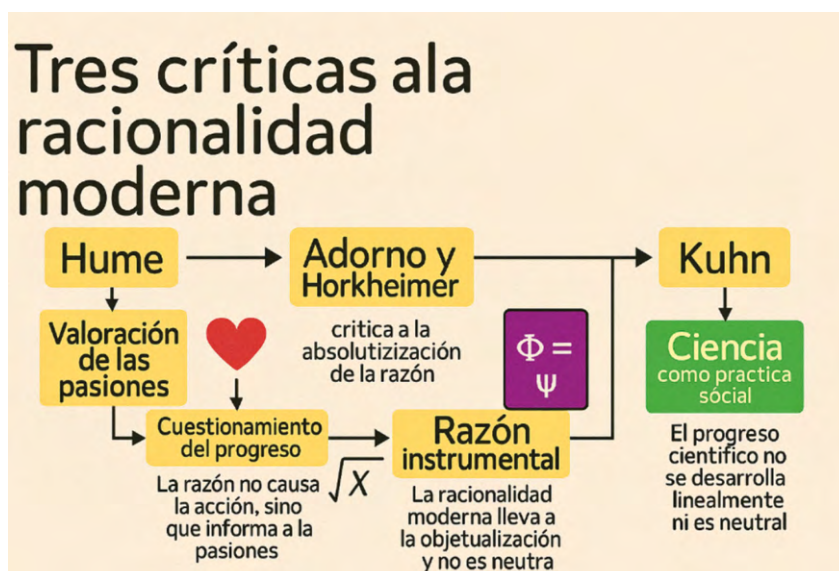 Tres críticas ala
racionalidad
moderna
Hume
Adorno y
Horkheimer
Kuhn
Valoración
de las
pasiones
critica a la
absolutizización
de la razón
Φ =
Ψ
Ciencia
como practica
sócial
Cuestionamiento
del progreso
Razón
instrumental
La razón no causa
la acción, sino
que informa a la
pasiones
√X
La racionalidad
moderna lleva a
la objetualización
y no es neutra
El progreso
cientifico no
se desarrolla
linealmente
ni es neutral